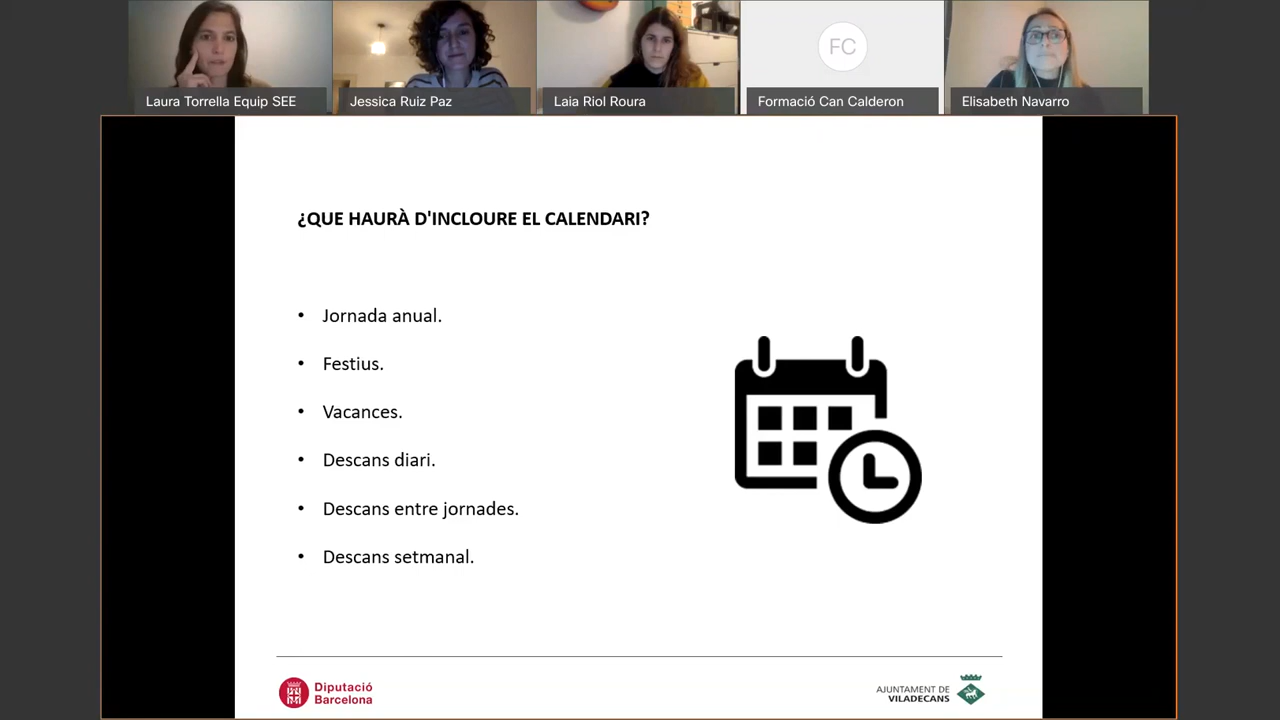 Laura Torrella Equip SEE
Jessica Ruiz Paz
Laia Riol Roura
FC
Formació Can Calderon
Elisabeth Navarro
¿QUE HAURÀ D'INCLOURE EL CALENDARI?
• Jornada anual.
• Festius.
• Vacances.
• Descans diari.
• Descans entre jornades.
• Descans setmanal.
Diputació
Barcelona
AJUNTAMENT DE
VILADECANS